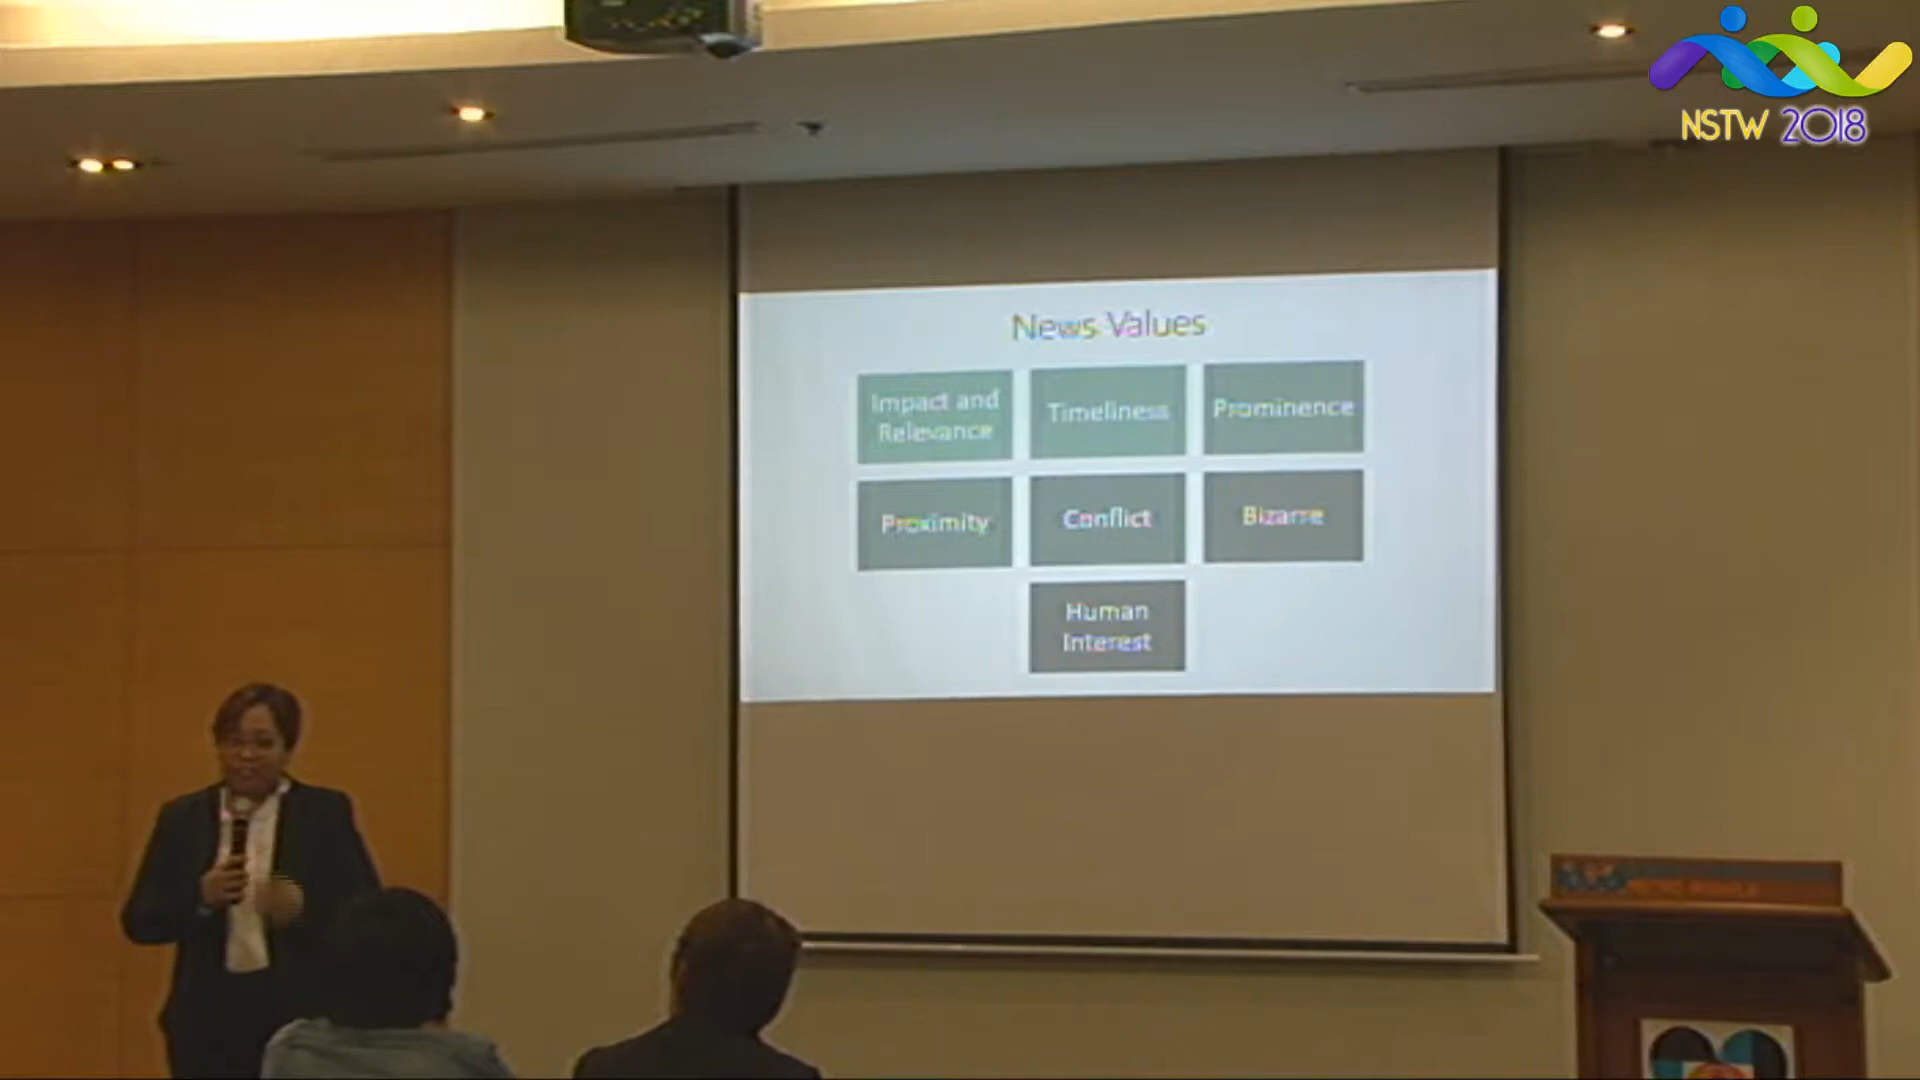 NSTW 2018
News Values
Impact and
Relevance
Timeliness
Prominence
Proximity
Conflict
Bizarre
Human
Interest